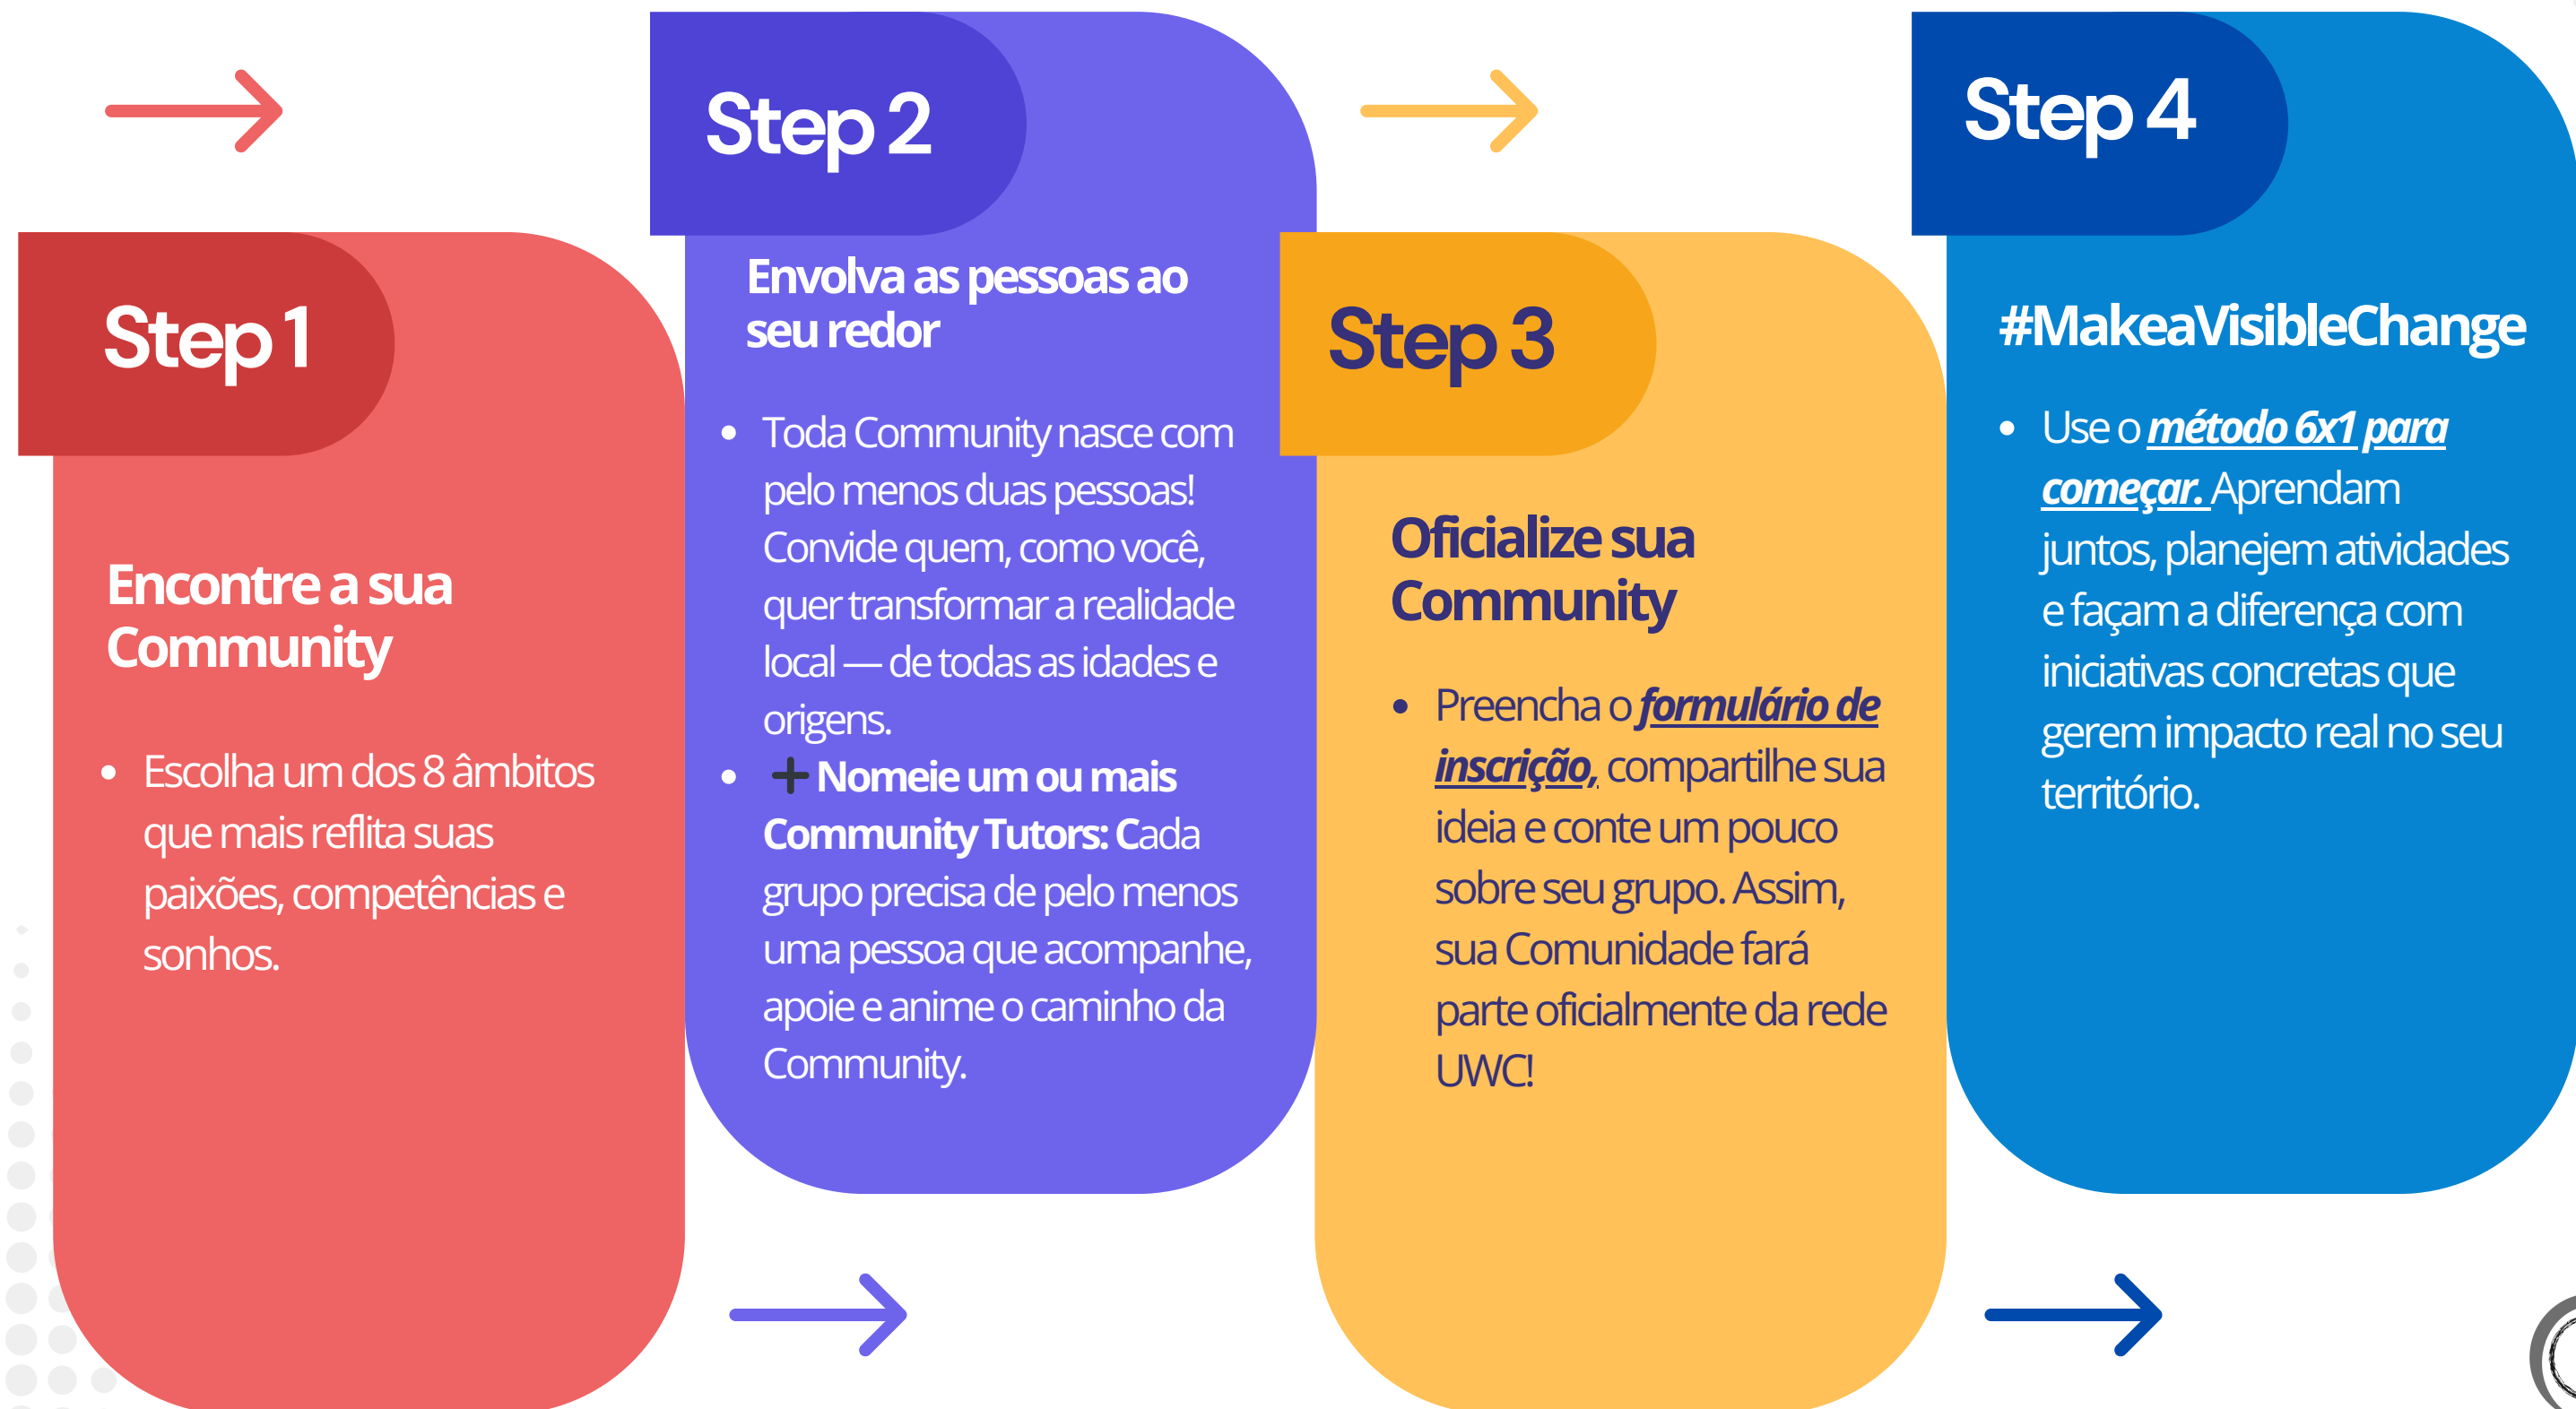 Step 1
Encontre a sua
Community
• Escolha um dos 8 âmbitos
que mais reflita suas
paixões, competências e
sonhos.
Step 2
Envolva as pessoas ao
seu redor
• Toda Community nasce com
pelo menos duas pessoas!
Convide quem, como você,
quer transformar a realidade
local — de todas as idades e
origens.
• ➕ Nomeie um ou mais
Community Tutors: Cada
grupo precisa de pelo menos
uma pessoa que acompanhe,
apoie e anime o caminho da
Community.
Step 3
Oficialize sua
Community
• Preencha o formulário de
inscrição, compartilhe sua
ideia e conte um pouco
sobre seu grupo. Assim,
sua Comunidade fará
parte oficialmente da rede
UWC!
Step 4
#MakeaVisibleChange
• Use o método 6x1 para
começar. Aprendam
juntos, planejem atividades
e façam a diferença com
iniciativas concretas que
gerem impacto real no seu
território.